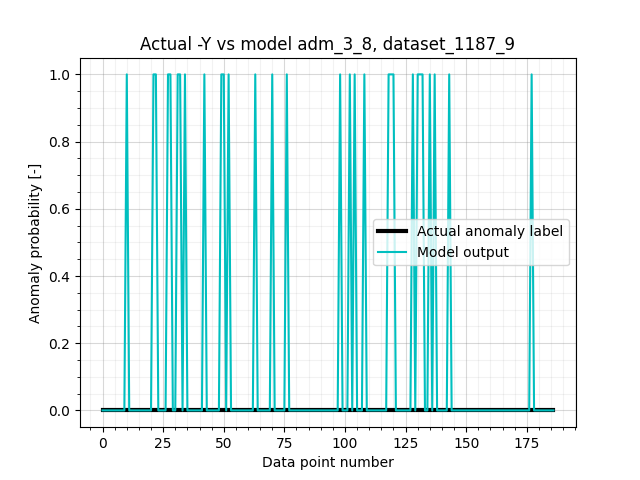 Actual -Y vs model adm_3_8, dataset_1187_9
Anomaly probability [-]
1.0
0.8
0.6
0.4
0.2
0.0
Actual anomaly label
Model output
0 25 50 75 100 125 150 175
Data point number